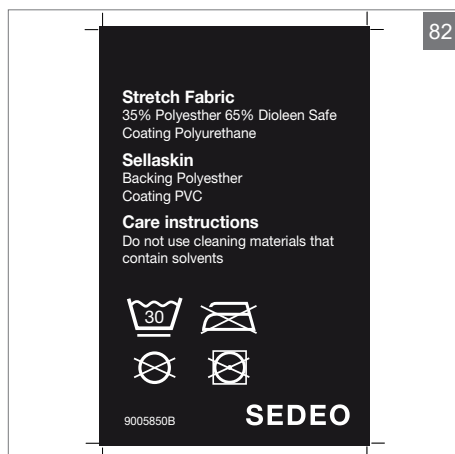 82
Stretch Fabric
35% Polyesther 65% Dioleen Safe
Coating Polyurethane
Sellaskin
Backing Polyesther
Coating PVC
Care instructions
Do not use cleaning materials that
contain solvents
30
9005850B
SEDEO